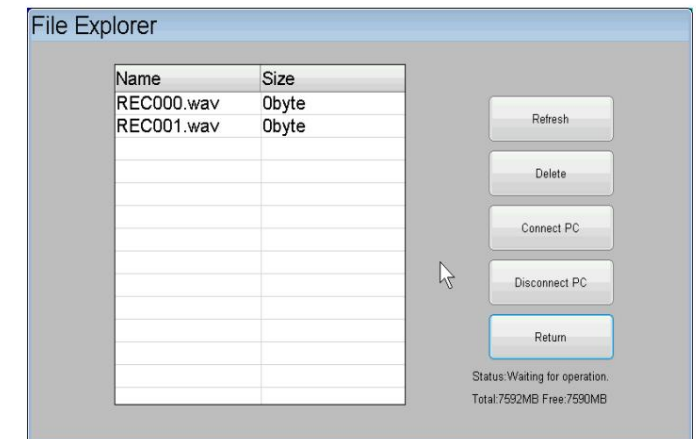 File Explorer
Name Size
REC000.wav 0byte
REC001.wav 0byte
Refresh
Delete
Connect PC
Disconnect PC
Return
Status:Waiting for operation.
Total:7592MB Free:7590MB